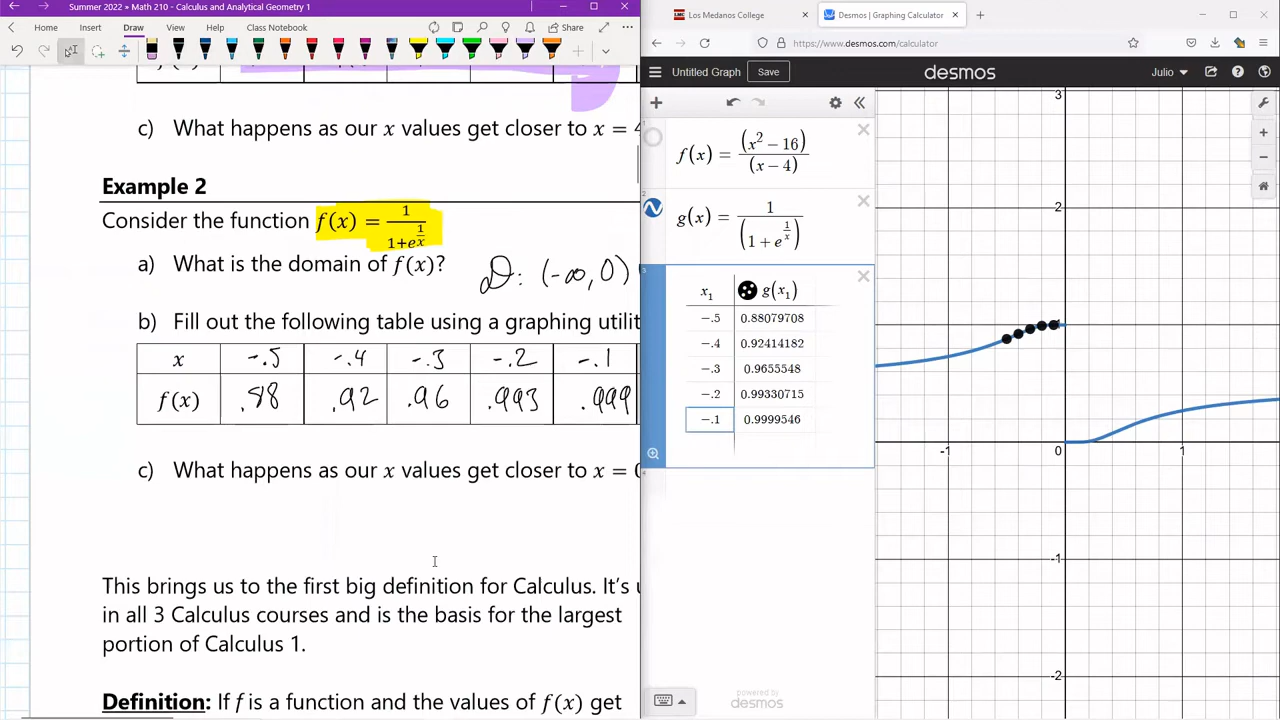 Summer 2022 » Math 210 - Calculus and Analytical Geometry 1
Home Insert Draw View Class Notebook Share
c) What happens as our x values get closer to x = 4
Example 2
Consider the function f(x) = 1/(1+e^(1/x))
a) What is the domain of f(x)?
D: (-∞, 0)
b) Fill out the following table using a graphing utilit
x -.5 -.4 -.3 -.2 -.1
f(x) .88 .92 .96 .993 .999
c) What happens as our x values get closer to x = 0
This brings us to the first big definition for Calculus. It's u
in all 3 Calculus courses and is the basis for the largest
portion of Calculus 1.
Definition: If f is a function and the values of f(x) get
Los Medanos College
Desmos | Graphing Calculator
https://www.desmos.com/calculator
Untitled Graph Save desmos Julio
1
f(x) = (x² − 16)/(x − 4)
2
g(x) = 1/(1 + e^(1/x))
3
x₁ g(x₁)
−.5 0.88079708
−.4 0.92414182
−.3 0.9655548
−.2 0.99330715
−.1 0.9999546
4
powered by
desmos
3
2
1
-1
0
1
-1
-2